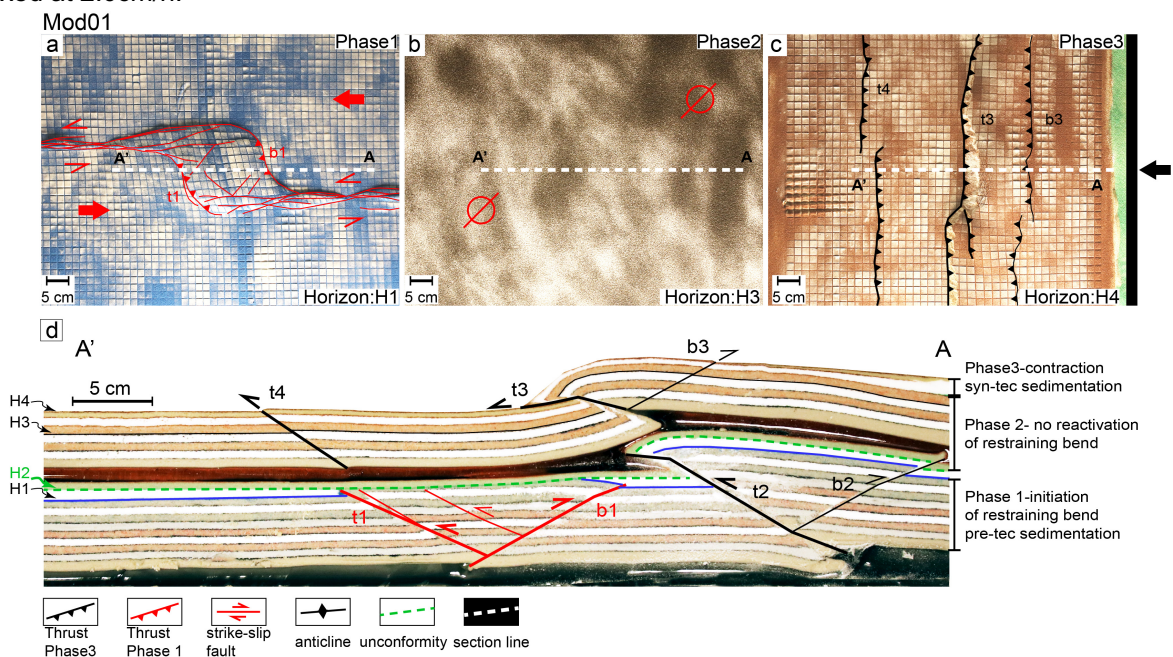 Mod01
a
Phase1
b1
A'
A
t1
5 cm
Horizon:H1
b
Phase2
A'
A
5 cm
Horizon:H3
c
Phase3
t4
t3
b3
A'
A
5 cm
Horizon:H4
d
A'
A
b3
5 cm
t4
t3
H4
H3
H2
H1
t1
b1
t2
b2
Phase3-contraction
syn-tec sedimentation
Phase 2- no reactivation
of restraining bend
Phase 1-initiation
of restraining bend
pre-tec sedimentation
Thrust
Phase3
Thrust
Phase 1
strike-slip
fault
anticline
unconformity
section line